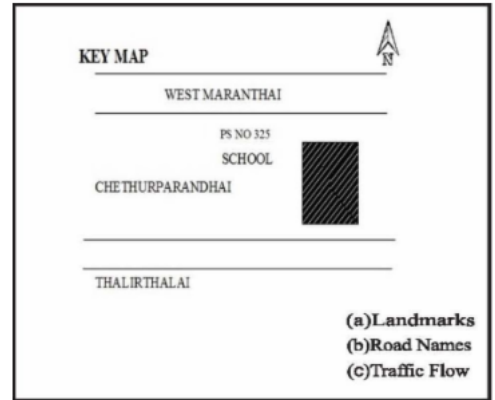 N
KEY MAP
WEST MARANTHAI
PS NO 325
SCHOOL
CHETHURPARANDHAI
THALIRTHALAI
(a)Landmarks
(b)Road Names
(c)Traffic Flow